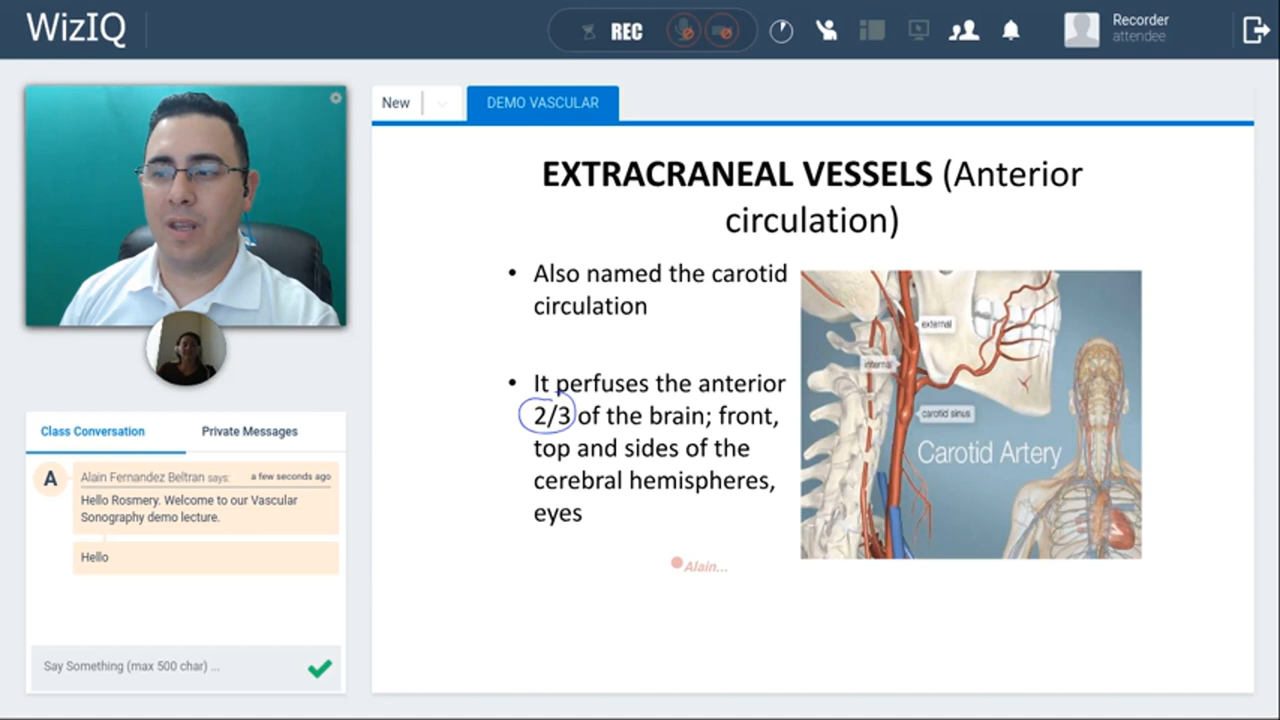 WizIQ
REC
Recorder
attendee
New
DEMO VASCULAR
EXTRACRANEAL VESSELS (Anterior
circulation)
• Also named the carotid
circulation
• It perfuses the anterior
2/3 of the brain; front,
top and sides of the
cerebral hemispheres,
eyes
external
internal
carotid sinus
Carotid Artery
Alain...
Class Conversation
Private Messages
A
Alain Fernandez Beltran says:
a few seconds ago
Hello Rosmery. Welcome to our Vascular
Sonography demo lecture.
Hello
Say Something (max 500 char) ...